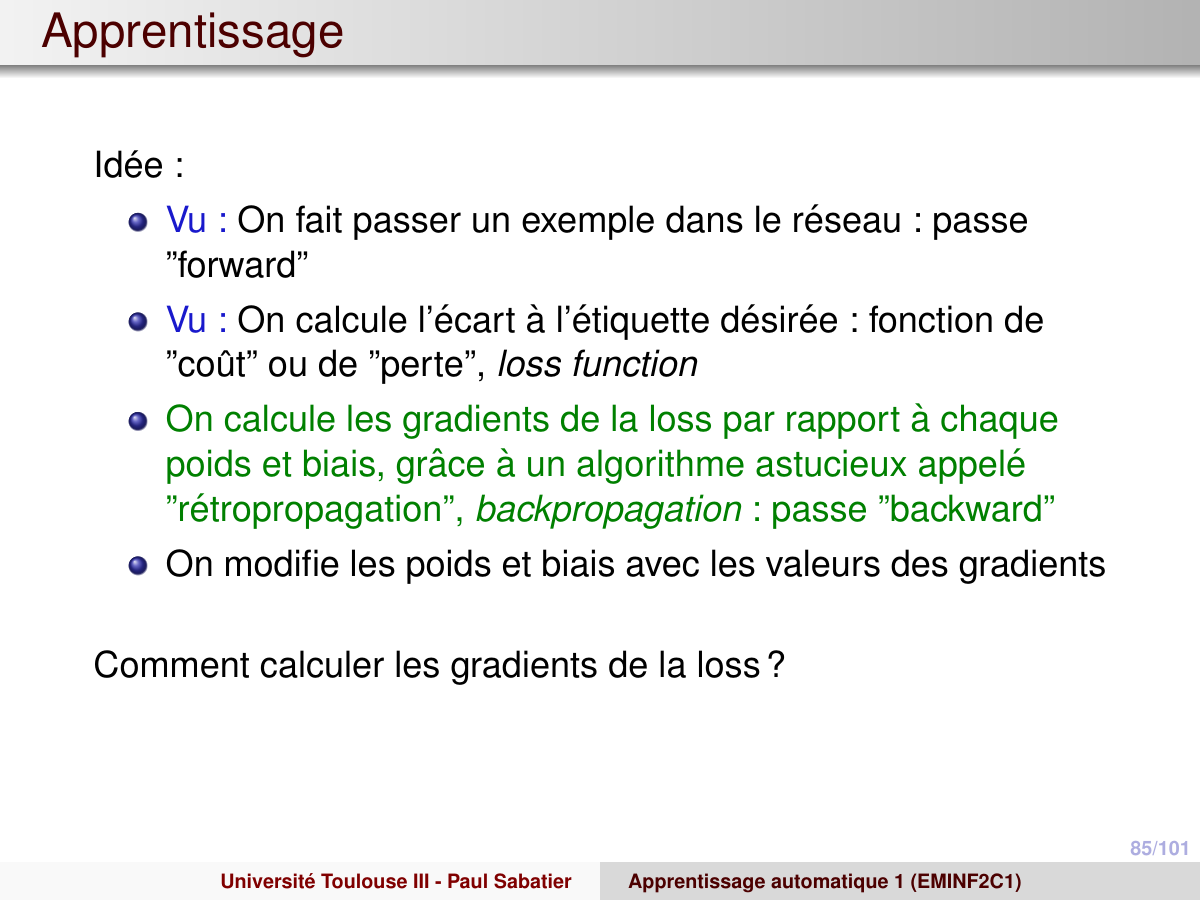 Apprentissage
Idée :
Vu : On fait passer un exemple dans le réseau : passe
”forward”
Vu : On calcule l’écart à l’étiquette désirée : fonction de
”coût” ou de ”perte”, loss function
On calcule les gradients de la loss par rapport à chaque
poids et biais, grâce à un algorithme astucieux appelé
”rétropropagation”, backpropagation : passe ”backward”
On modifie les poids et biais avec les valeurs des gradients
Comment calculer les gradients de la loss ?
85/101
Université Toulouse III - Paul Sabatier
Apprentissage automatique 1 (EMINF2C1)